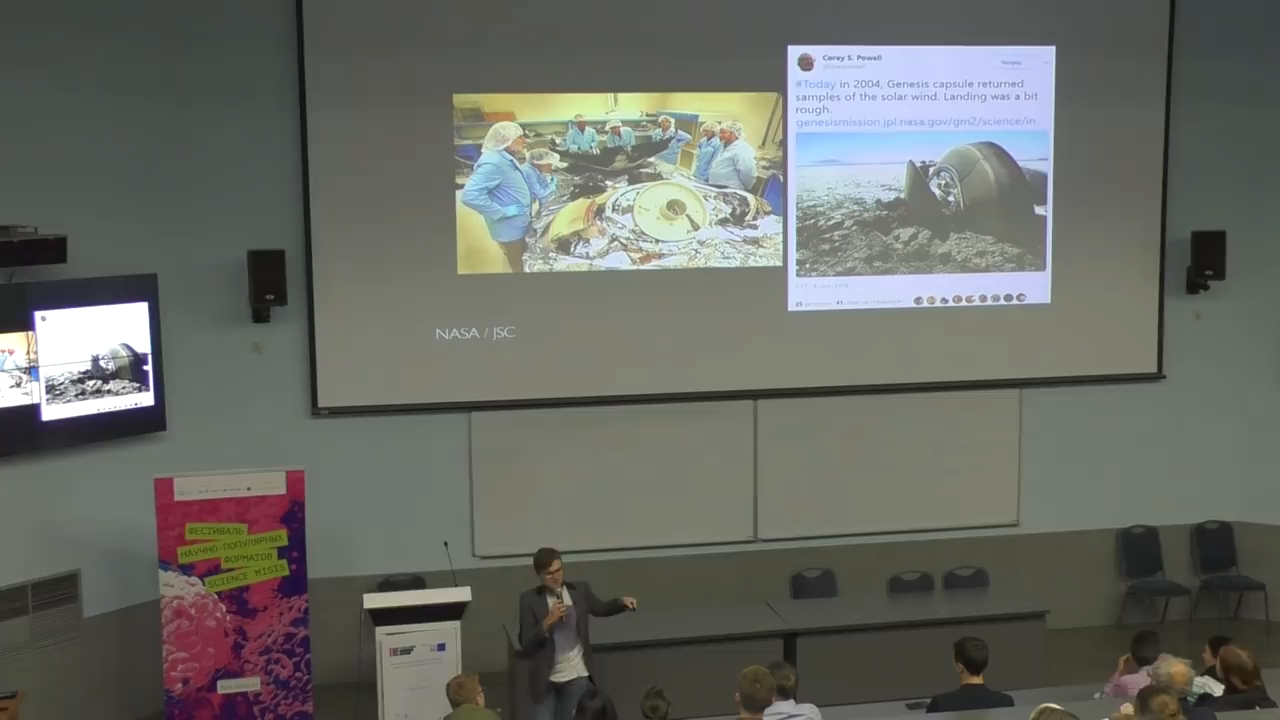 Corey S. Powell
#Today in 2004, Genesis capsule returned
samples of the solar wind. Landing was a bit
rough.
genesismission.jpl.nasa.gov/gm2/science/in...
NASA / JSC
ФЕСТИВАЛЬ
НАУЧНО-ПОПУЛЯРНЫХ
ФОРМАТОВ
SCIENCE MISIS